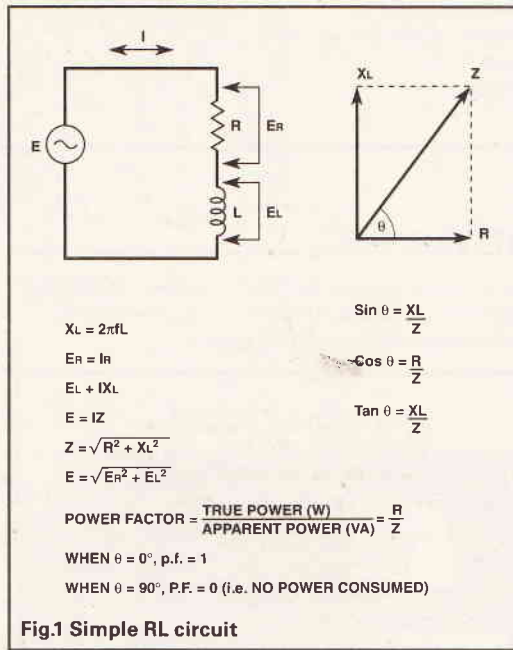 I
E
R
ER
L
EL
XL
Z
θ
R
XL = 2πfL
ER = IR
EL + IXL
E = IZ
Z = √R² + XL²
E = √ER² + EL²
Sin θ = XL/Z
Cos θ = R/Z
Tan θ = XL/Z
POWER FACTOR = TRUE POWER (W)/APPARENT POWER (VA) = R/Z
WHEN θ = 0°, p.f. = 1
WHEN θ = 90°, P.F. = 0 (i.e. NO POWER CONSUMED)
Fig.1 Simple RL circuit